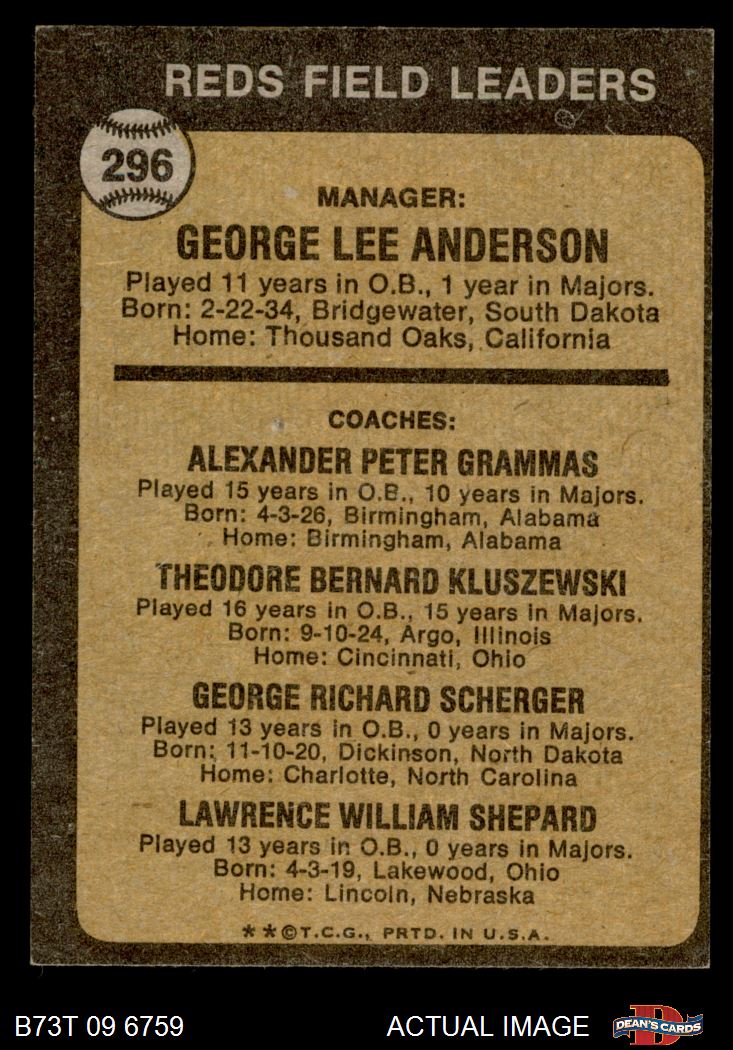 REDS FIELD LEADERS
296
MANAGER:
GEORGE LEE ANDERSON
Played 11 years in O.B., 1 year in Majors.
Born: 2-22-34, Bridgewater, South Dakota
Home: Thousand Oaks, California
COACHES:
ALEXANDER PETER GRAMMAS
Played 15 years in O.B., 10 years in Majors.
Born: 4-3-26, Birmingham, Alabama
Home: Birmingham, Alabama
THEODORE BERNARD KLUSZEWSKI
Played 16 years in O.B., 15 years in Majors.
Born: 9-10-24, Argo, Illinois
Home: Cincinnati, Ohio
GEORGE RICHARD SCHERGER
Played 13 years in O.B., 0 years in Majors.
Born: 11-10-20, Dickinson, North Dakota
Home: Charlotte, North Carolina
LAWRENCE WILLIAM SHEPARD
Played 13 years in O.B., 0 years in Majors.
Born: 4-3-19, Lakewood, Ohio
Home: Lincoln, Nebraska
**©T.C.G., PRTD. IN U.S.A.
B73T 09 6759
ACTUAL IMAGE
D
DEAN'S CARDS